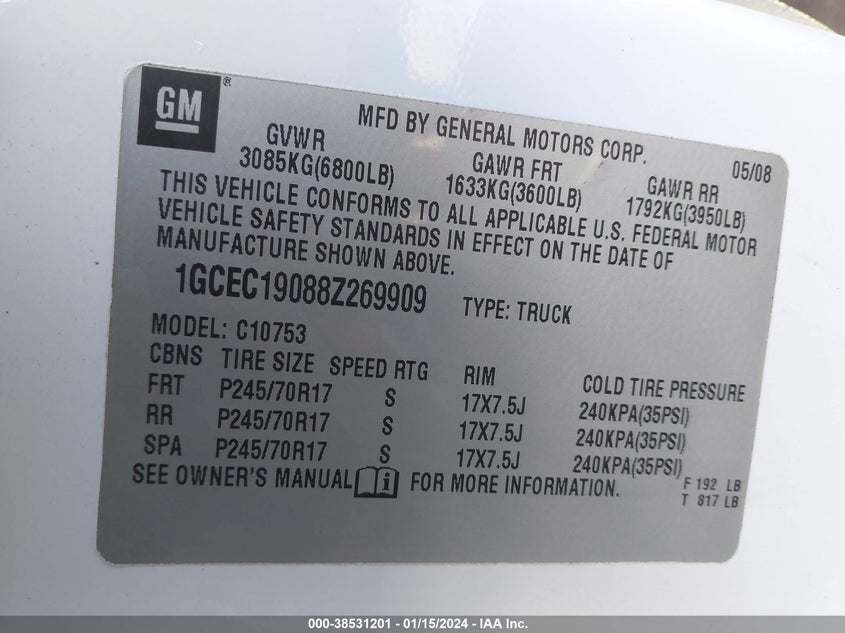 GM®
MFD BY GENERAL MOTORS CORP. 05/08
GVWR GAWR FRT GAWR RR
3085KG(6800LB) 1633KG(3600LB) 1792KG(3950LB)
THIS VEHICLE CONFORMS TO ALL APPLICABLE U.S. FEDERAL MOTOR
VEHICLE SAFETY STANDARDS IN EFFECT ON THE DATE OF
MANUFACTURE SHOWN ABOVE.
1GCEC19088Z269909 TYPE: TRUCK
MODEL: C10753
CBNS TIRE SIZE SPEED RTG RIM COLD TIRE PRESSURE
FRT P245/70R17 S 17X7.5J 240KPA(35PSI)
RR P245/70R17 S 17X7.5J 240KPA(35PSI)
SPA P245/70R17 S 17X7.5J 240KPA(35PSI)
SEE OWNER'S MANUAL i FOR MORE INFORMATION.
F 192 LB
T 817 LB
000-38531201 - 01/15/2024 - IAA Inc.